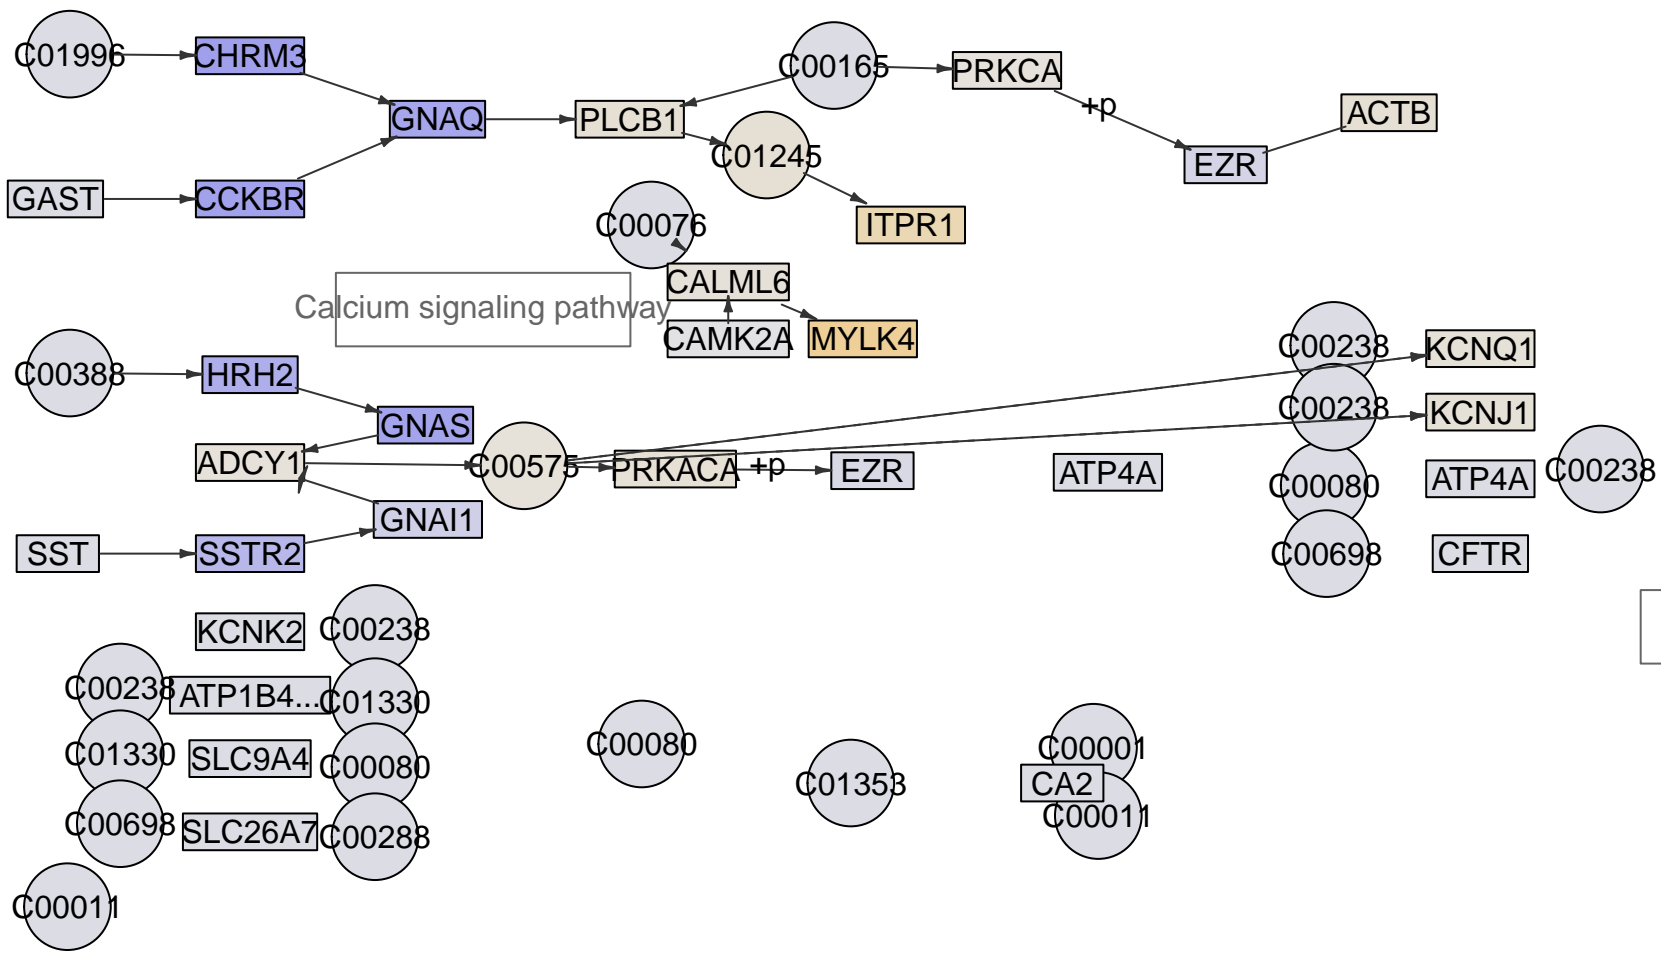 C01996
CHRM3
C00165
PRKCA
+p
ACTB
GNAQ
PLCB1
C01245
EZR
GAST
CCKBR
C00076
ITPR1
CALML6
Calcium signaling pathway
CAMK2A
MYLK4
C00238
KCNQ1
C00388
HRH2
C00238
KCNJ1
GNAS
ADCY1
C00575
PRKACA
+p
EZR
ATP4A
C00080
ATP4A
C00238
GNAI1
SST
SSTR2
C00698
CFTR
KCNK2
C00238
C00238
ATP1B4...
C01330
C01330
SLC9A4
C00080
C00080
C01353
C00001
CA2
C00011
C00698
SLC26A7
C00288
C00011